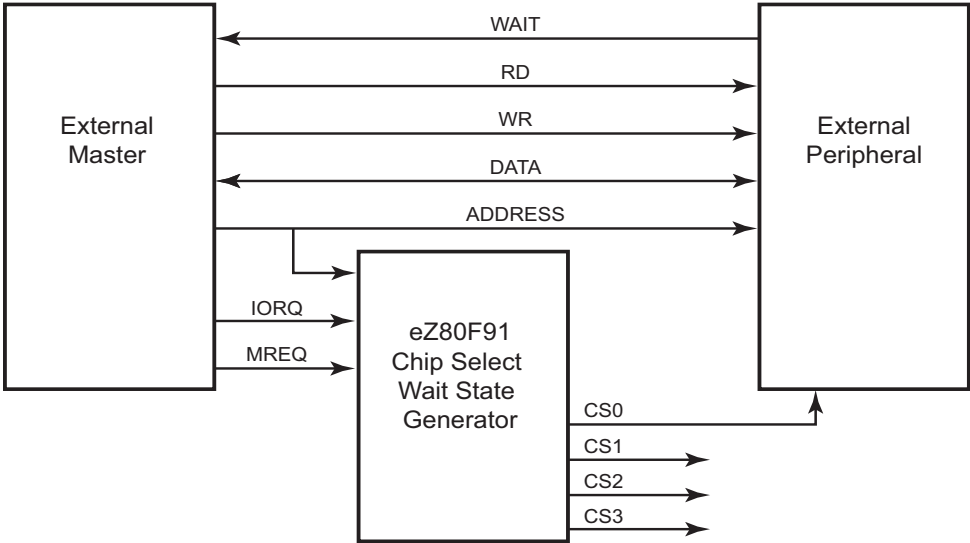 WAIT
RD
WR
DATA
ADDRESS
External
Master
External
Peripheral
IORQ
MREQ
eZ80F91
Chip Select
Wait State
Generator
CS0
CS1
CS2
CS3